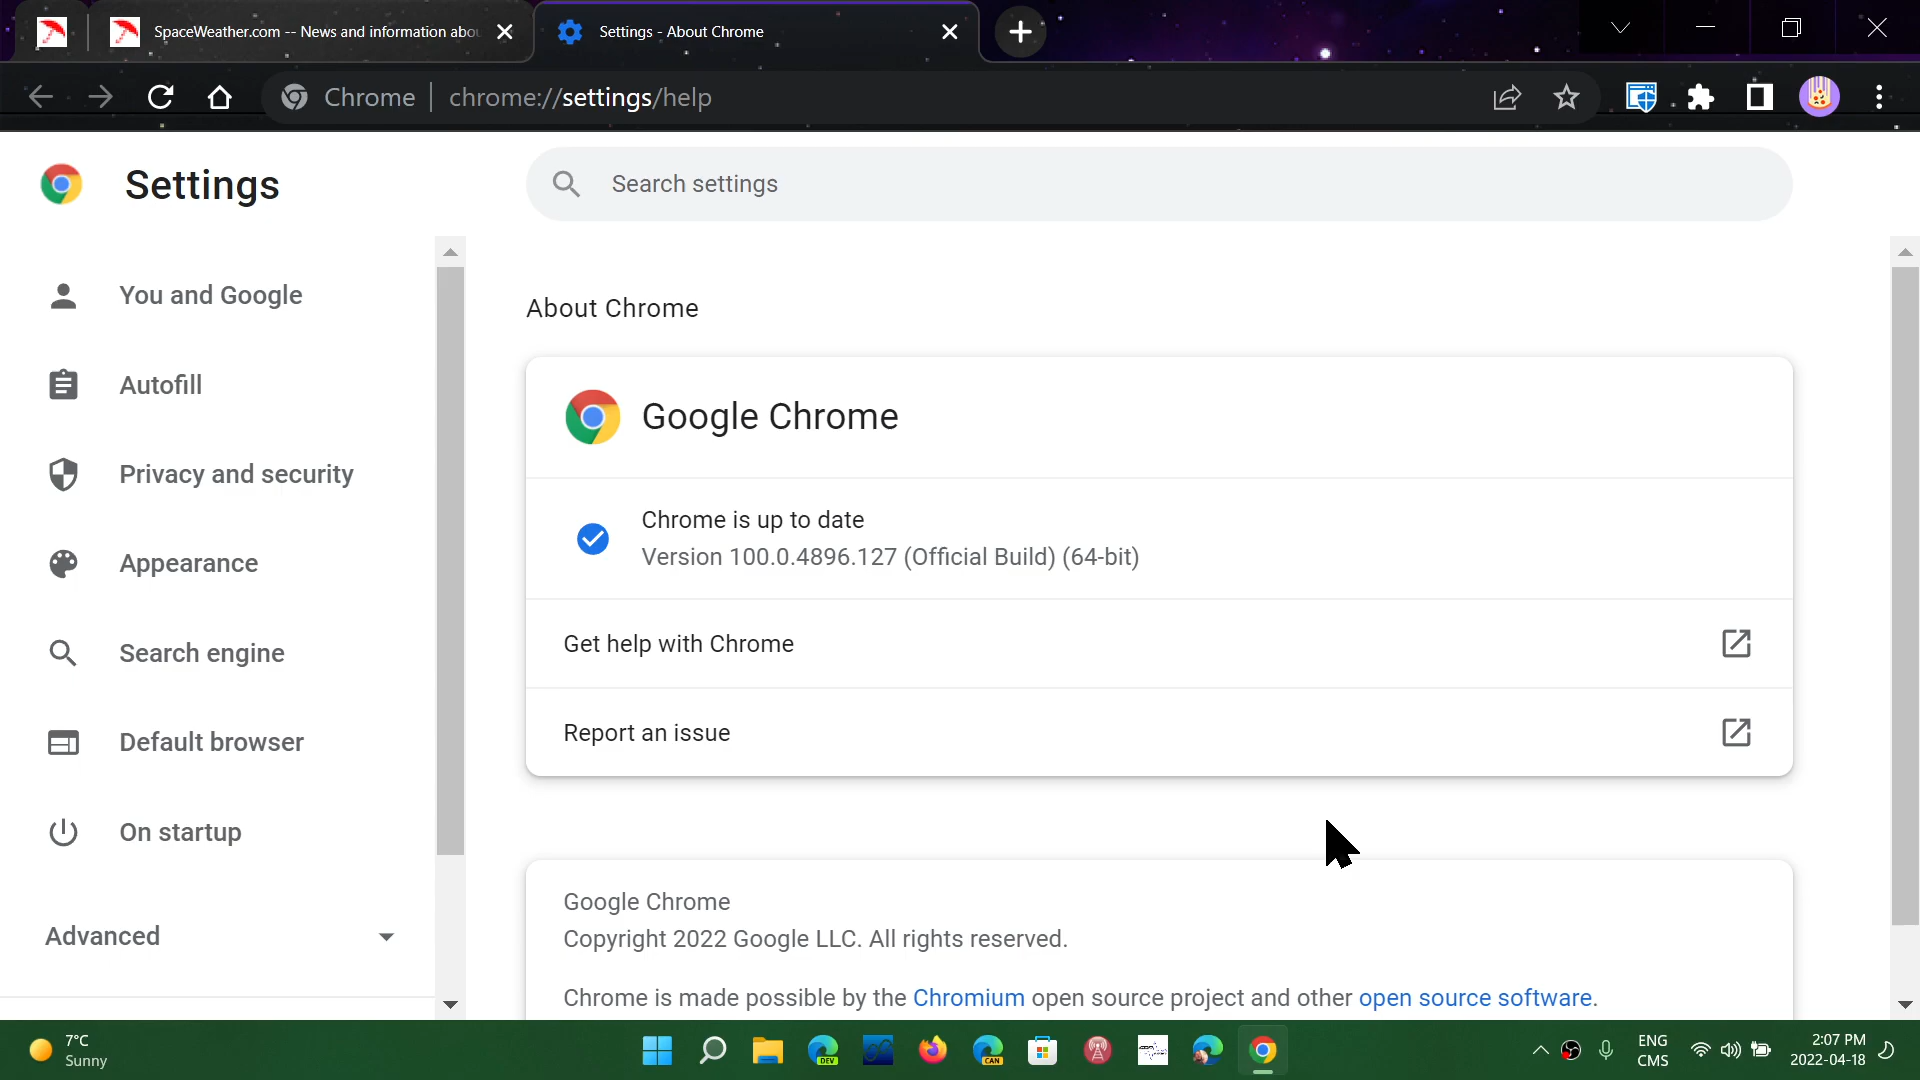 SpaceWeather.com -- News and information abou
Settings - About Chrome
Chrome
chrome://settings/help
Settings
Search settings
You and Google
Autofill
Privacy and security
Appearance
Search engine
Default browser
On startup
Advanced
About Chrome
Google Chrome
Chrome is up to date
Version 100.0.4896.127 (Official Build) (64-bit)
Get help with Chrome
Report an issue
Google Chrome
Copyright 2022 Google LLC. All rights reserved.
Chrome is made possible by the Chromium open source project and other open source software.
7°C
Sunny
DEV
CAN
ENG
CMS
2:07 PM
2022-04-18